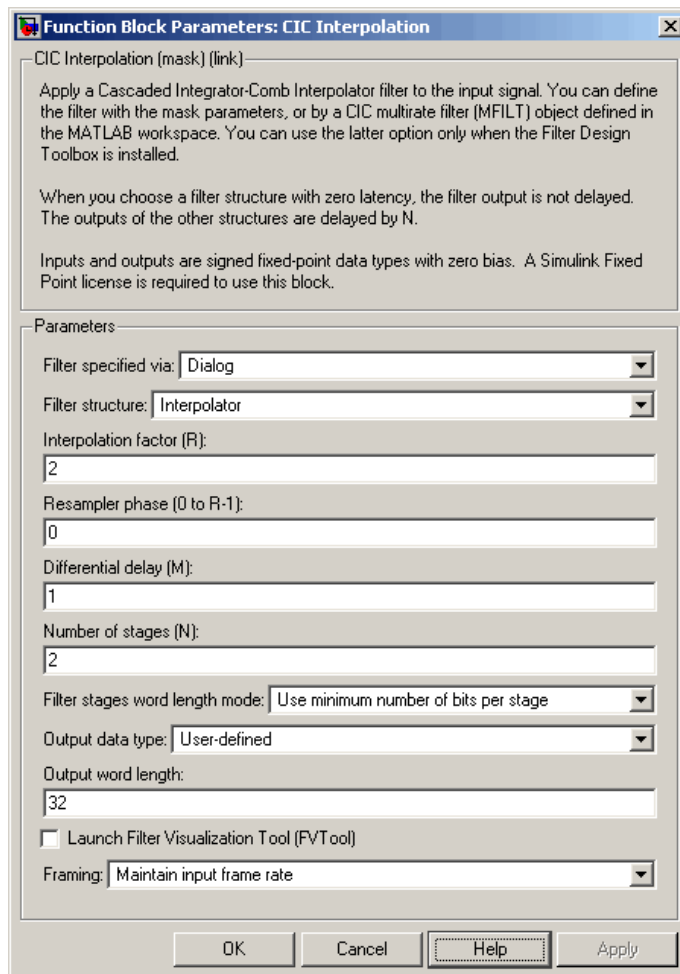 Function Block Parameters: CIC Interpolation
CIC Interpolation (mask) (link)
Apply a Cascaded Integrator-Comb Interpolator filter to the input signal. You can define
the filter with the mask parameters, or by a CIC multirate filter (MFILT) object defined in
the MATLAB workspace. You can use the latter option only when the Filter Design
Toolbox is installed.
When you choose a filter structure with zero latency, the filter output is not delayed.
The outputs of the other structures are delayed by N.
Inputs and outputs are signed fixed-point data types with zero bias. A Simulink Fixed
Point license is required to use this block.
Parameters
Filter specified via: Dialog
Filter structure: Interpolator
Interpolation factor (R):
2
Resampler phase (0 to R-1):
0
Differential delay (M):
1
Number of stages (N):
2
Filter stages word length mode: Use minimum number of bits per stage
Output data type: User-defined
Output word length:
32
Launch Filter Visualization Tool (FVTool)
Framing: Maintain input frame rate
OK Cancel Help Apply